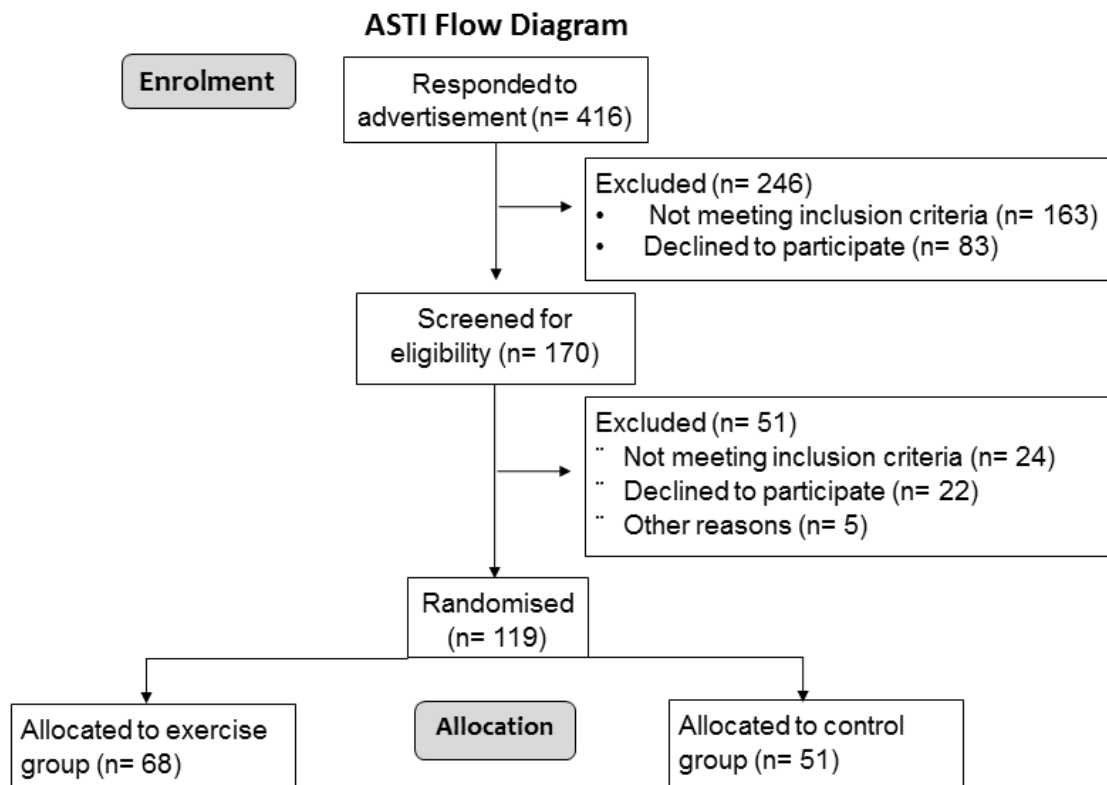 ASTI Flow Diagram
Enrolment
Responded to
advertisement (n= 416)
Excluded (n= 246)
• Not meeting inclusion criteria (n= 163)
• Declined to participate (n= 83)
Screened for
eligibility (n= 170)
Excluded (n= 51)
¨ Not meeting inclusion criteria (n= 24)
¨ Declined to participate (n= 22)
¨ Other reasons (n= 5)
Randomised
(n= 119)
Allocated to exercise
group (n= 68)
Allocation
Allocated to control
group (n= 51)